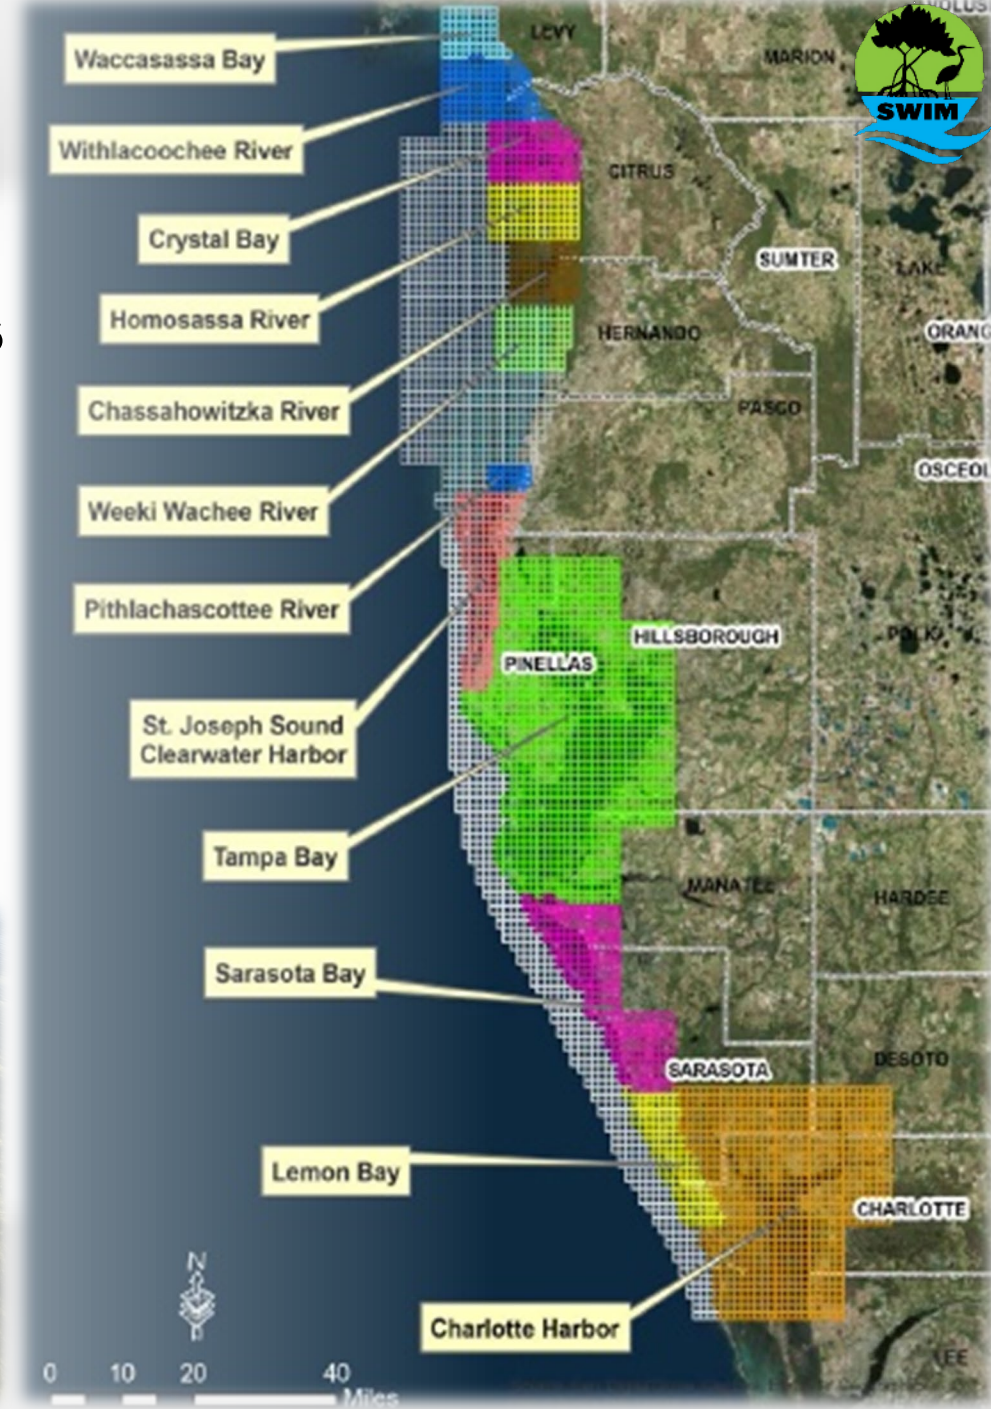 Waccasassa Bay
Withlacoochee River
Crystal Bay
Homosassa River
Chassahowitzka River
Weeki Wachee River
Pithlachascottee River
St. Joseph Sound
Clearwater Harbor
Tampa Bay
Sarasota Bay
Lemon Bay
Charlotte Harbor
LEVY
MARION
SWIM
CITRUS
SUMTER
LAKE
HERNANDO
ORANG
PASCO
OSCEOL
HILLSBOROUGH
PINELLAS
POLK
MANATEE
HARDEE
DESOTO
SARASOTA
CHARLOTTE
LEE
N
0 10 20 40
Miles